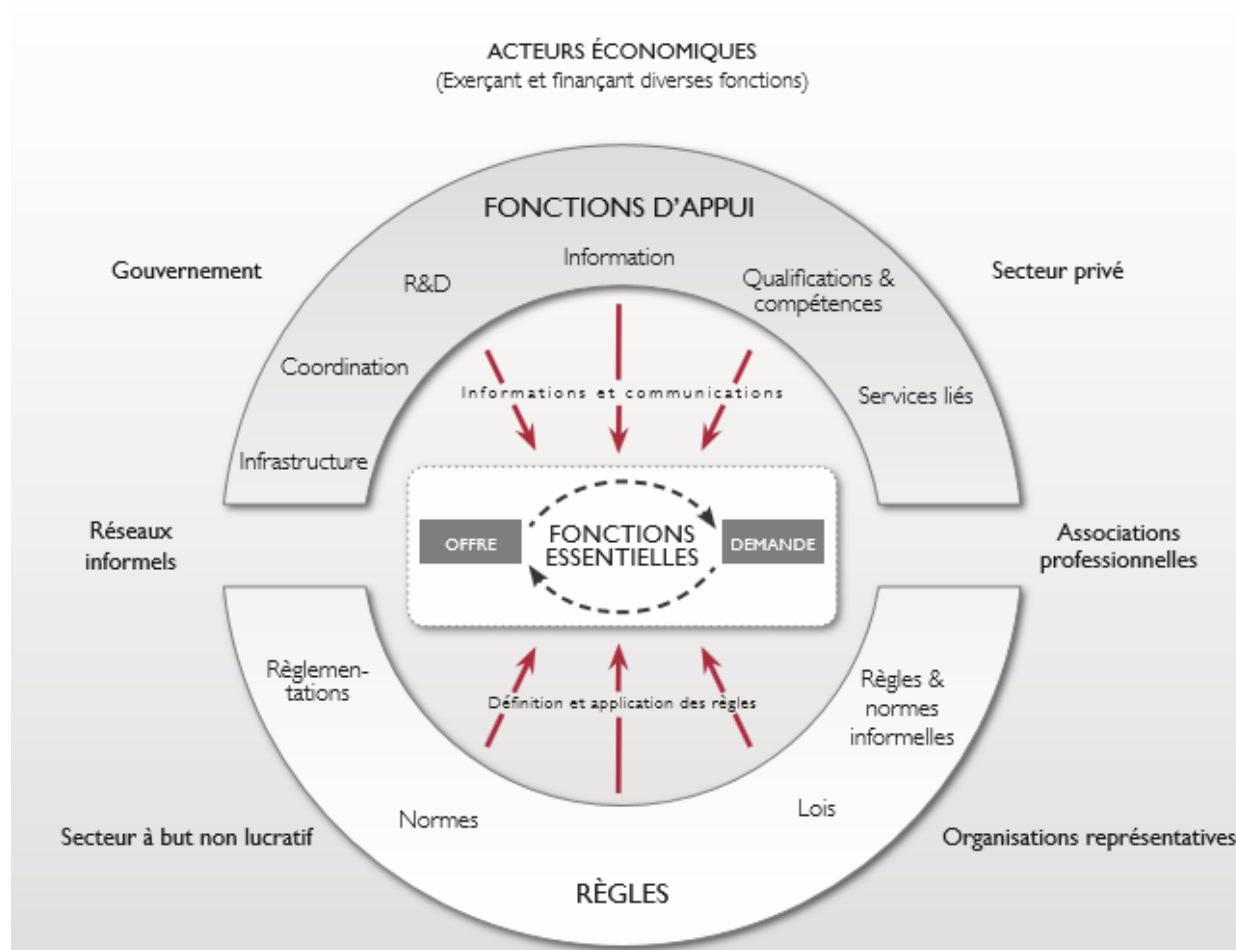 ACTEURS ÉCONOMIQUES
(Exerçant et finançant diverses fonctions)
FONCTIONS D'APPUI
Information
Gouvernement
Secteur privé
R&D
Qualifications &
compétences
Coordination
Informations et communications
Services liés
Infrastructure
Réseaux
informels
OFFRE
FONCTIONS
ESSENTIELLES
DEMANDE
Associations
professionnelles
Règlemen-
tations
Définition et application des règles
Règles &
normes
informelles
Normes
Lois
Secteur à but non lucratif
Organisations représentatives
RÈGLES